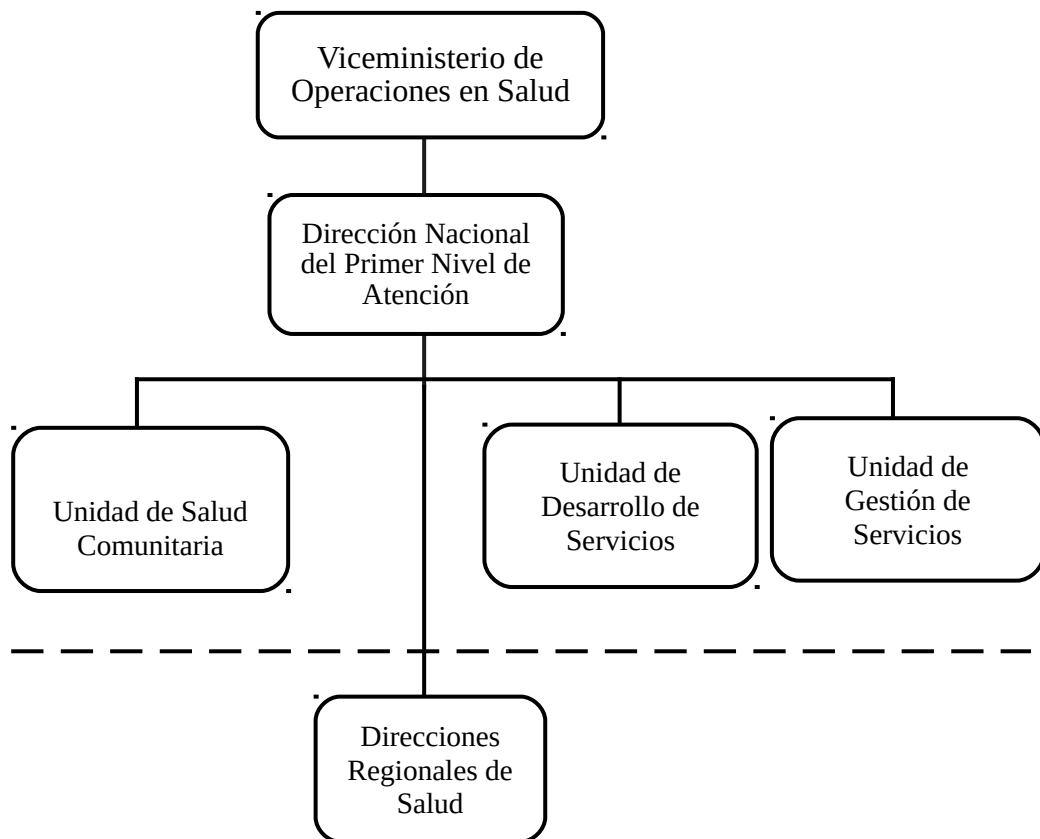 Viceministerio de
Operaciones en Salud
Dirección Nacional
del Primer Nivel de
Atención
Unidad de Salud
Comunitaria
Unidad de
Desarrollo de
Servicios
Unidad de
Gestión de
Servicios
Direcciones
Regionales de
Salud